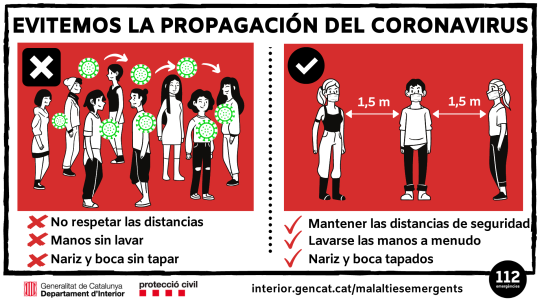 EVITEMOS LA PROPAGACIÓN DEL CORONAVIRUS
1,5 m
1,5 m
No respetar las distancias
Manos sin lavar
Nariz y boca sin tapar
Mantener las distancias de seguridad
Lavarse las manos a menudo
Nariz y boca tapados
Generalitat de Catalunya
Departament d'Interior
protecció civil
interior.gencat.cat/malaltiesemergents
112
emergències